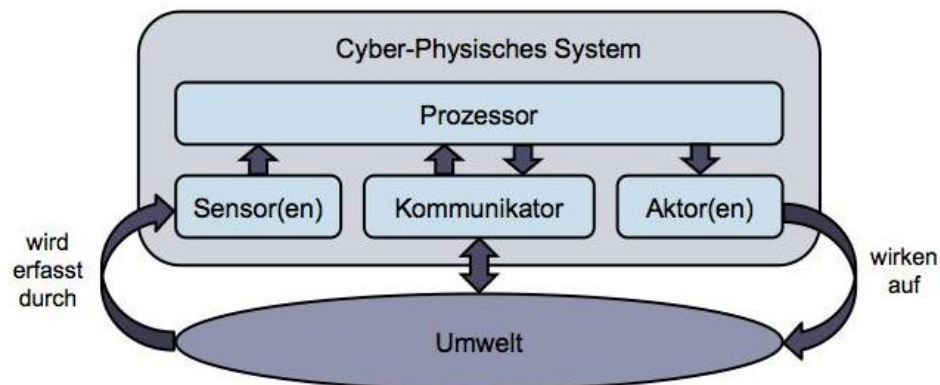 Cyber-Physisches System
Prozessor
Sensor(en)
Kommunikator
Aktor(en)
wird
erfasst
durch
wirken
auf
Umwelt